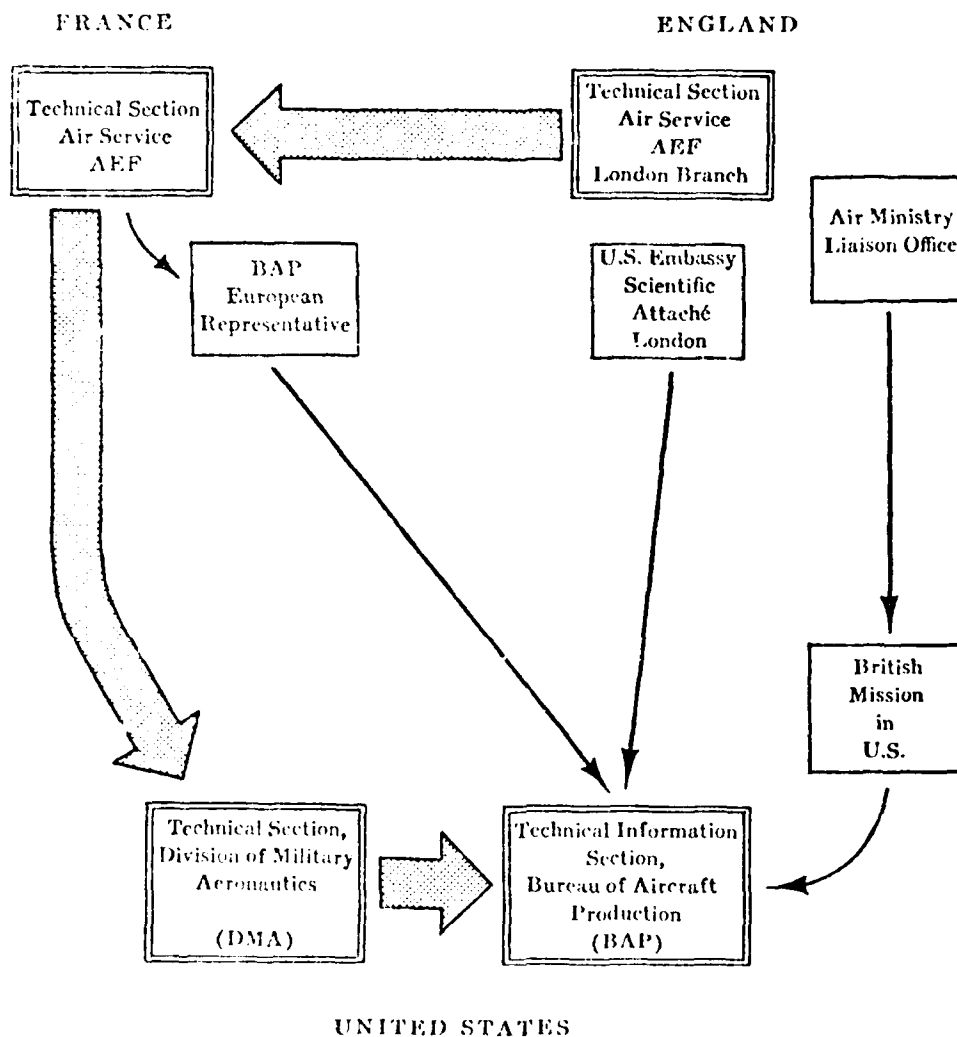 FRANCE
ENGLAND
Technical Section
Air Service
AEF
Technical Section
Air Service
AEF
London Branch
Air Ministry
Liaison Office
BAP
European
Representative
U.S. Embassy
Scientific
Attaché
London
British
Mission
in
U.S.
Technical Section,
Division of Military
Aeronautics
(DMA)
Technical Information
Section,
Bureau of Aircraft
Production
(BAP)
UNITED STATES